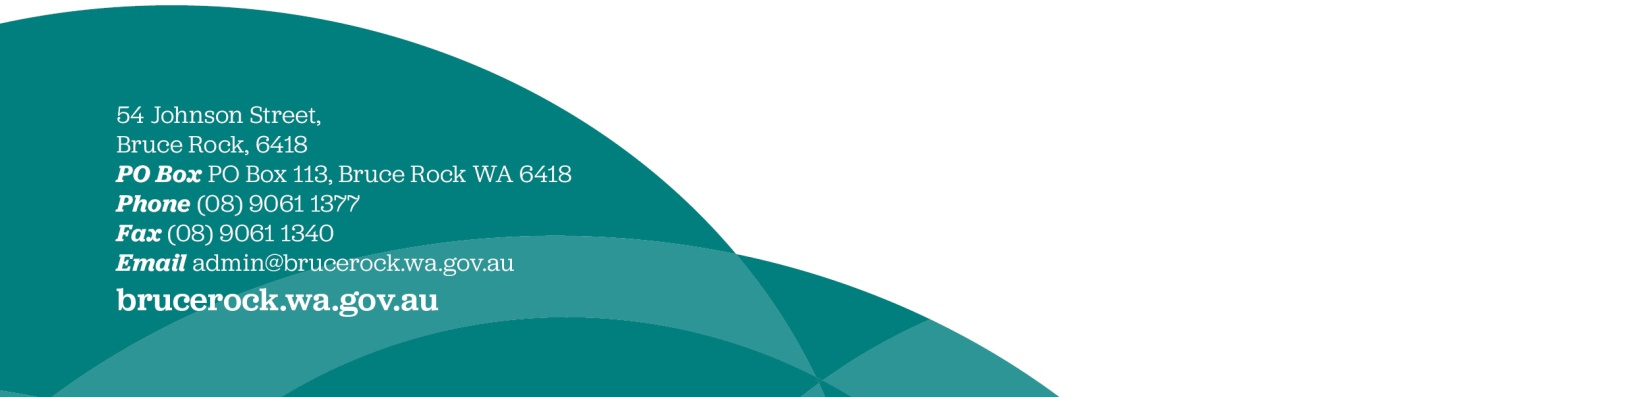 54 Johnson Street,
Bruce Rock, 6418
PO Box PO Box 113, Bruce Rock WA 6418
Phone (08) 9061 1377
Fax (08) 9061 1340
Email admin@brucerock.wa.gov.au
brucerock.wa.gov.au